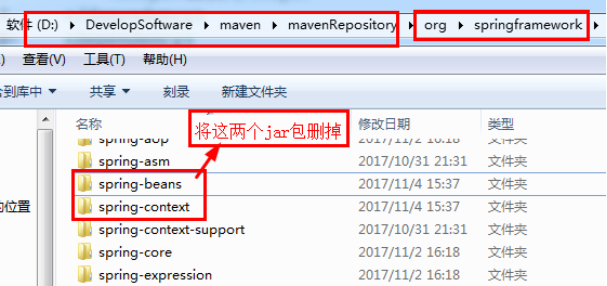 软件 (D:) ▸ DevelopSoftware ▸ maven ▸ mavenRepository ▸ org ▸ springframework ▸
查看(V) 工具(T) 帮助(H)
到库中 共享 刻录 新建文件夹
名称 修改日期 类型
将这两个jar包删掉
spring-aop 2017/11/2 16:18 文件夹
spring-asm 2017/10/31 21:31 文件夹
spring-beans 2017/11/4 15:37 文件夹
spring-context 2017/11/4 15:37 文件夹
的位置
spring-context-support 2017/10/31 21:31 文件夹
spring-core 2017/11/2 16:18 文件夹
spring-expression 2017/11/2 16:18 文件夹